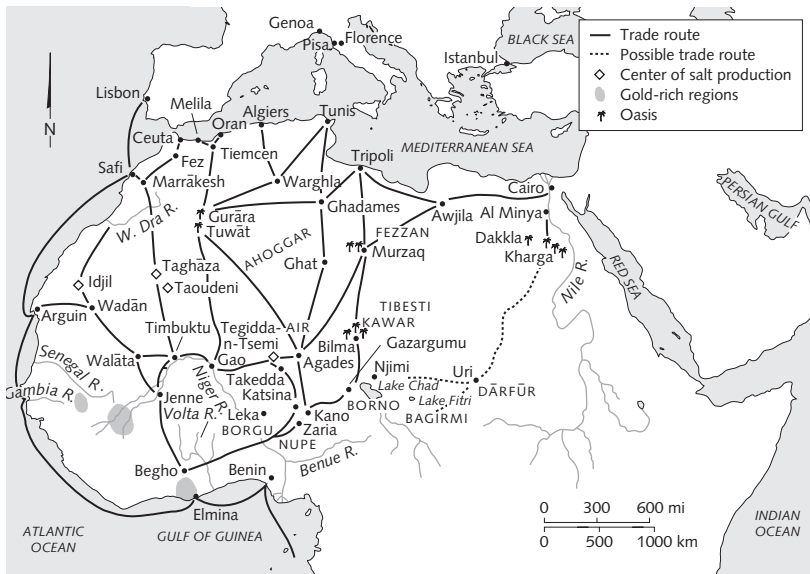 Genoa
Pisa
Florence
BLACK SEA
Istanbul
Trade route
Possible trade route
Center of salt production
Gold-rich regions
Oasis
N
Lisbon
Melila
Oran
Algiers
Tunis
Ceuta
Tiemcen
MEDITERRANEAN SEA
Safi
Fez
Marrākesh
Warghla
Tripoli
Cairo
PERSIAN GULF
W. Dra R.
Gurāra
Tuwāt
Ghadames
Awjila
Al Minya
FEZZAN
Dakkla
Kharga
AHOGGAR
Murzaq
Ghat
Nile R.
RED SEA
Idjil
Taghāza
Taoudeni
Wadān
Arguin
TIBESTI
Timbuktu
Tegidda-
n-Tsemi
AIR
KAWAR
Bilma
Gazargumu
Walāta
Gao
Agades
Senegal R.
Takedda
Njimi
Uri
Gambia R.
Niger R.
Katsina
Lake Chad
DĀRFŪR
Jenne
Lake Fitri
Volta R.
Leka
Kano
BORNO
BORGU
Zaria
BAGIRMI
NUPE
Begho
Benin
Benue R.
Elmina
ATLANTIC
OCEAN
GULF OF GUINEA
INDIAN
OCEAN
0 300 600 mi
0 500 1000 km